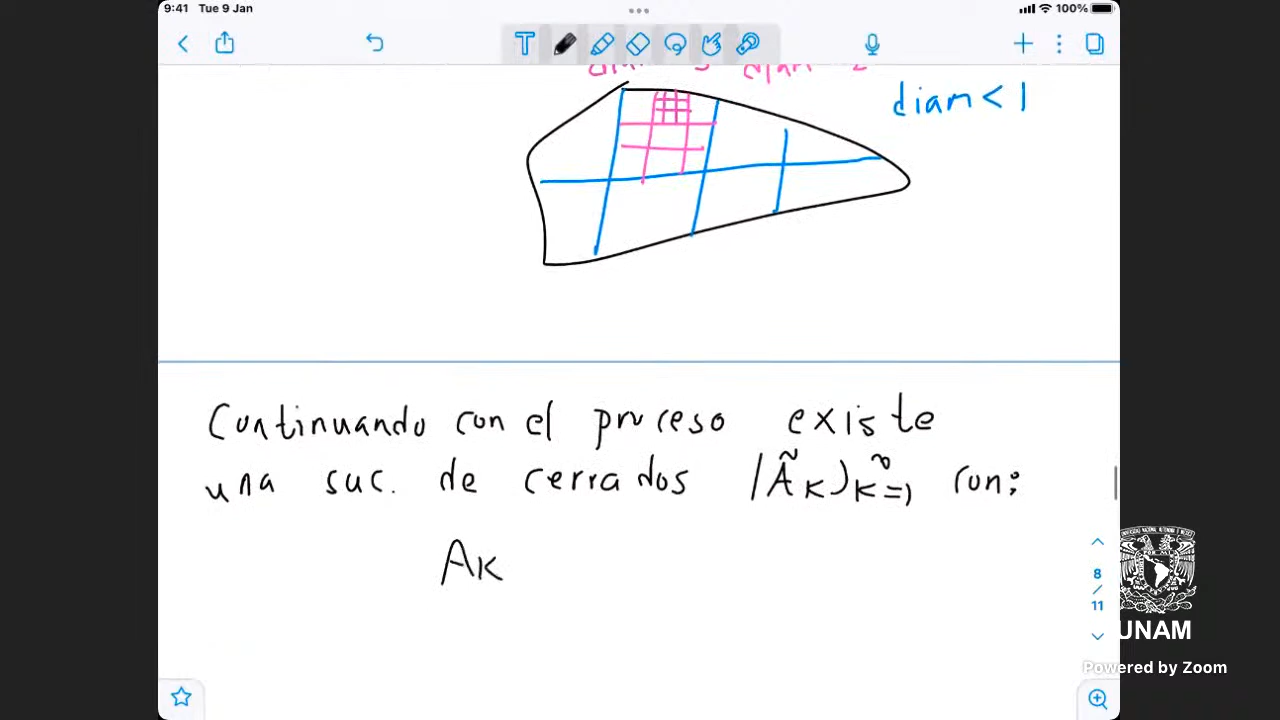 9:41 Tue 9 Jan
100%
T
diam < 1
Continuando con el proceso existe
una suc. de cerrados (Ã_K)_{K=1}^∞ con:
A_K
8
/
11
UNAM
Powered by Zoom